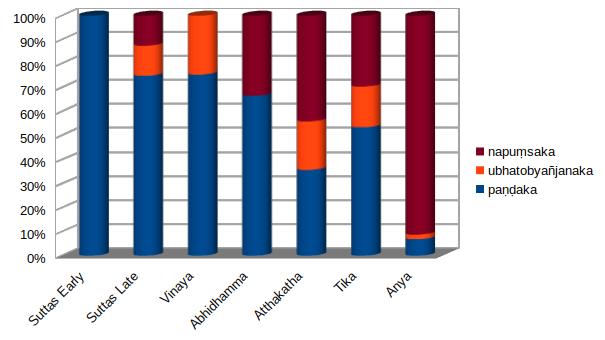 100%
90%
80%
70%
60%
50%
40%
30%
20%
10%
0%
Suttas Early
Suttas Late
Vinaya
Abhidhamma
Atthakatha
Tika
Anya
napuṃsaka
ubhatobyañjanaka
paṇḍaka